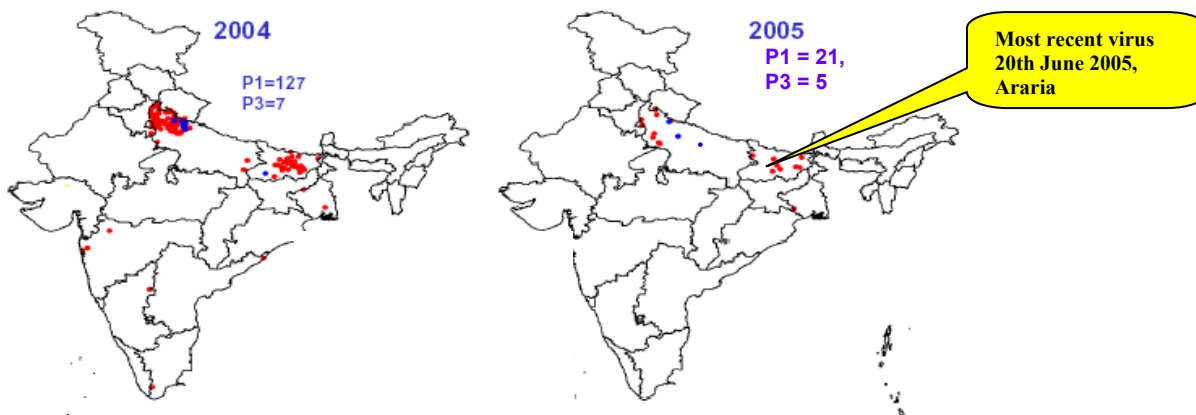 2004
P1=127
P3=7
2005
P1 = 21,
P3 = 5
Most recent virus
20th June 2005,
Araria